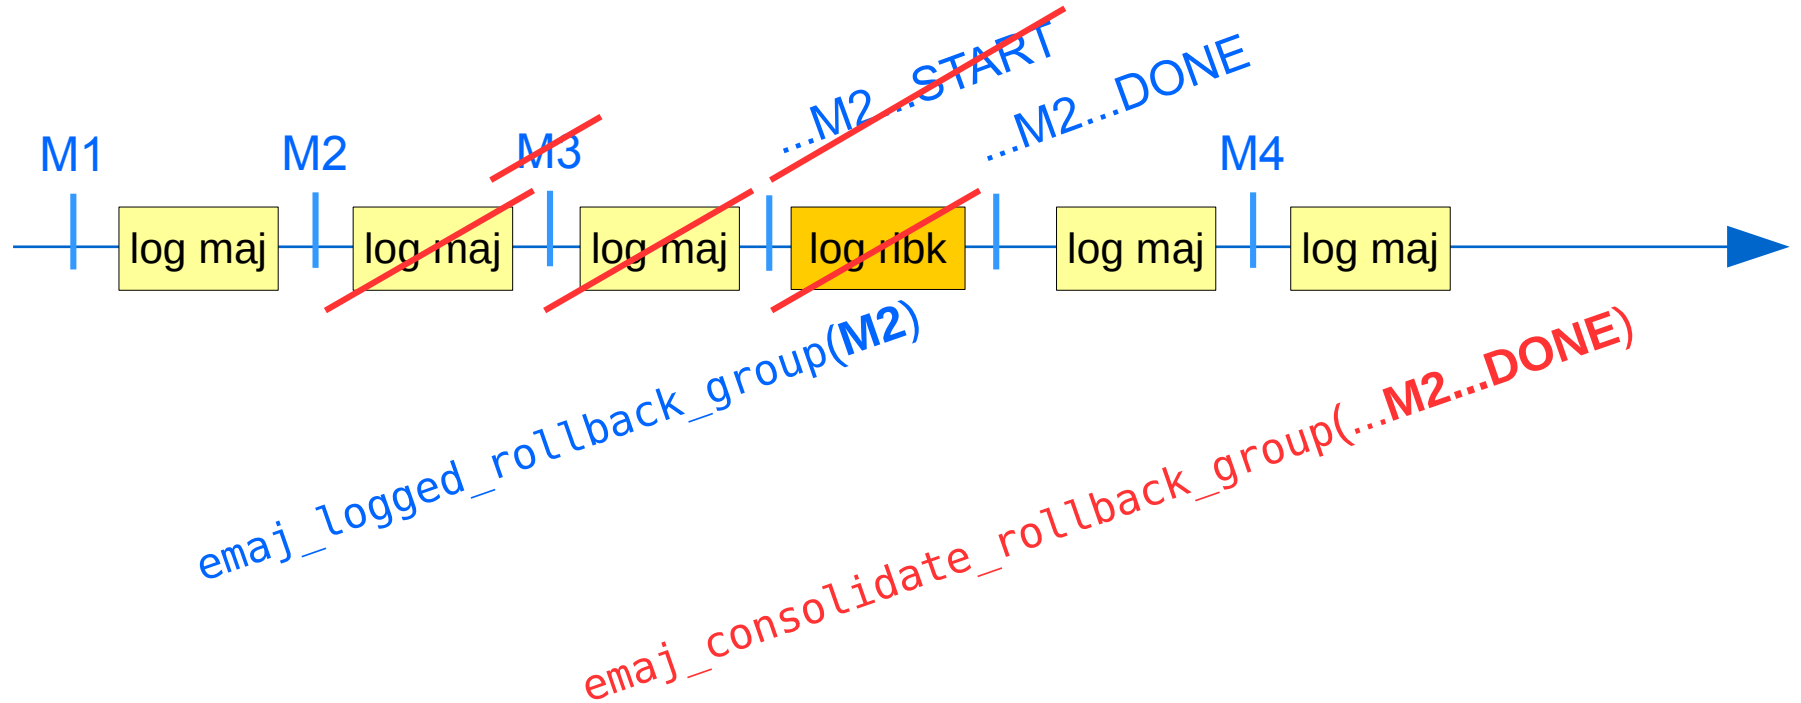 ...M2...START
...M2...DONE
M1 M2 M3 M4
log maj log maj log maj log rlbk log maj log maj
emaj_logged_rollback_group(M2)
emaj_consolidate_rollback_group(...M2...DONE)